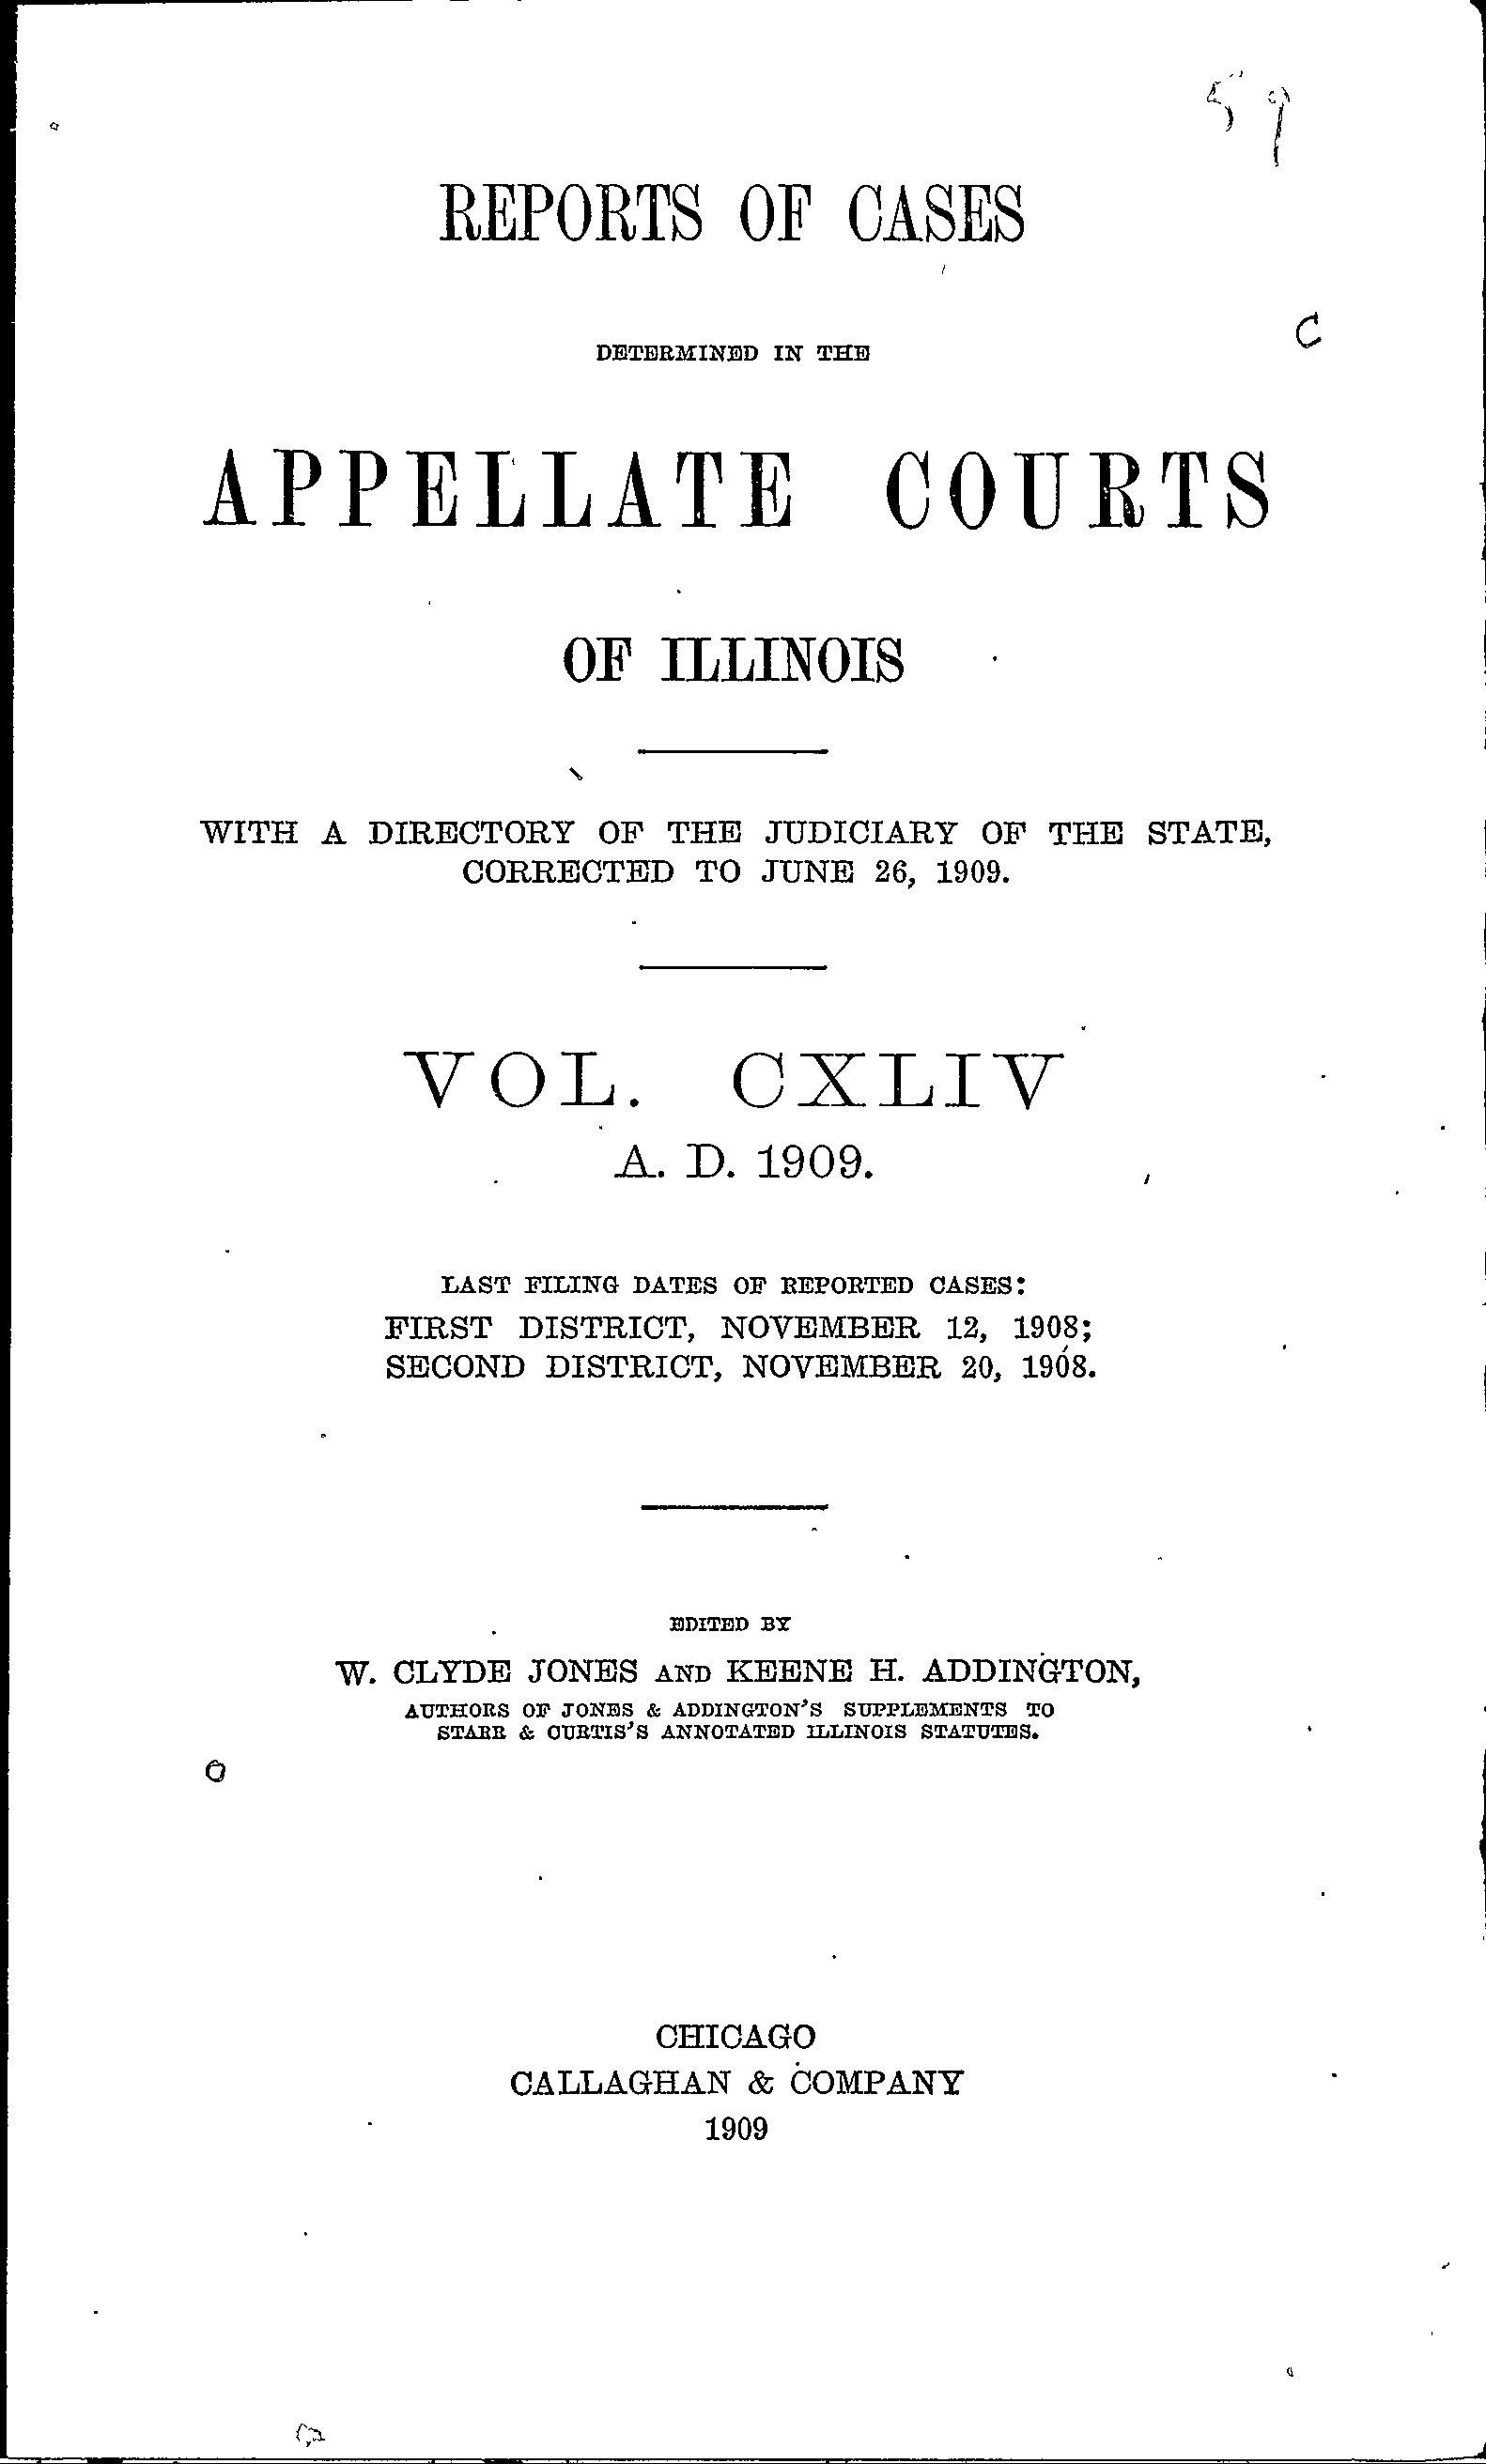 59
REPORTS OF CASES
C
DETERMINED IN THE
APPELLATE COURTS
OF ILLINOIS
WITH A DIRECTORY OF THE JUDICIARY OF THE STATE,
CORRECTED TO JUNE 26, 1909.
VOL. CXLIV
A. D. 1909.
LAST FILING DATES OF REPORTED CASES:
FIRST DISTRICT, NOVEMBER 12, 1908;
SECOND DISTRICT, NOVEMBER 20, 1908.
EDITED BY
W. CLYDE JONES AND KEENE H. ADDINGTON,
AUTHORS OF JONES & ADDINGTON'S SUPPLEMENTS TO
STARR & CURTIS'S ANNOTATED ILLINOIS STATUTES.
CHICAGO
CALLAGHAN & COMPANY
1909